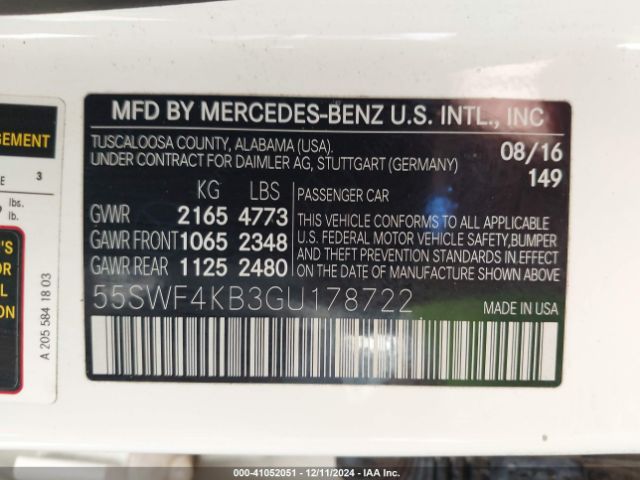 MFD BY MERCEDES-BENZ U.S. INTL., INC
TUSCALOOSA COUNTY, ALABAMA (USA).
UNDER CONTRACT FOR DAIMLER AG, STUTTGART (GERMANY)
08/16
149
KG LBS
GVWR 2165 4773
GAWR FRONT 1065 2348
GAWR REAR 1125 2480
PASSENGER CAR
THIS VEHICLE CONFORMS TO ALL APPLICABLE
U.S. FEDERAL MOTOR VEHICLE SAFETY, BUMPER
AND THEFT PREVENTION STANDARDS IN EFFECT
ON THE DATE OF MANUFACTURE SHOWN ABOVE.
55SWF4KB3GU178722
MADE IN USA
GEMENT
E 3
lbs.
lb.
'S
OR
L
ION
A 205 584 18 03
000-41052051 - 12/11/2024 - IAA Inc.